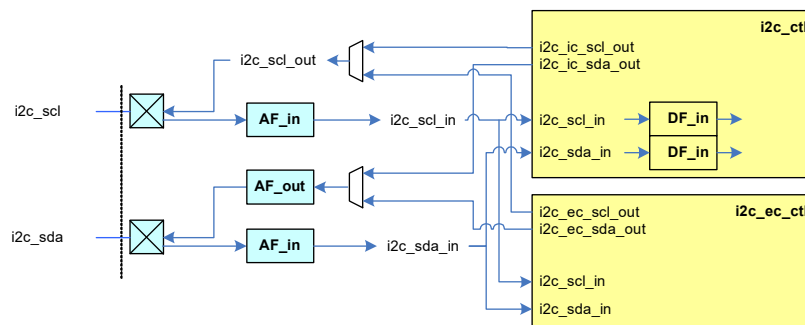 i2c_ctl
i2c_scl_out
i2c_ic_scl_out
i2c_ic_sda_out
i2c_scl
AF_in
i2c_scl_in
i2c_scl_in
DF_in
i2c_sda_in
DF_in
AF_out
i2c_sda
AF_in
i2c_sda_in
i2c_ec_ctl
i2c_ec_scl_out
i2c_ec_sda_out
i2c_scl_in
i2c_sda_in